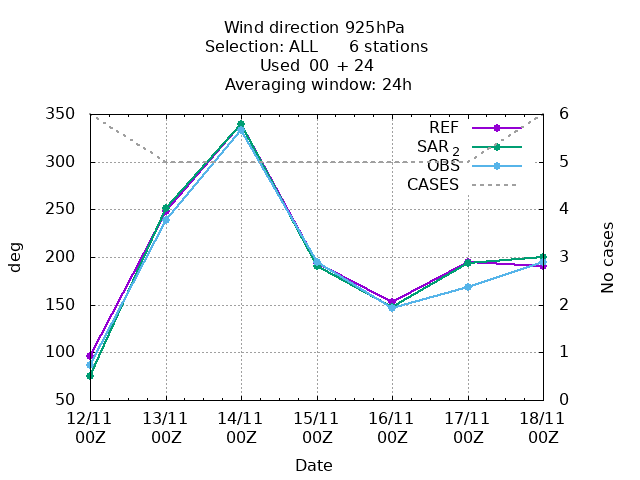 Wind direction 925hPa
Selection: ALL 6 stations
Used 00 + 24
Averaging window: 24h
350
300
250
200
150
100
50
6
5
4
3
2
1
0
deg
No cases
REF
SAR 2
OBS
CASES
12/11 13/11 14/11 15/11 16/11 17/11 18/11
00Z 00Z 00Z 00Z 00Z 00Z 00Z
Date